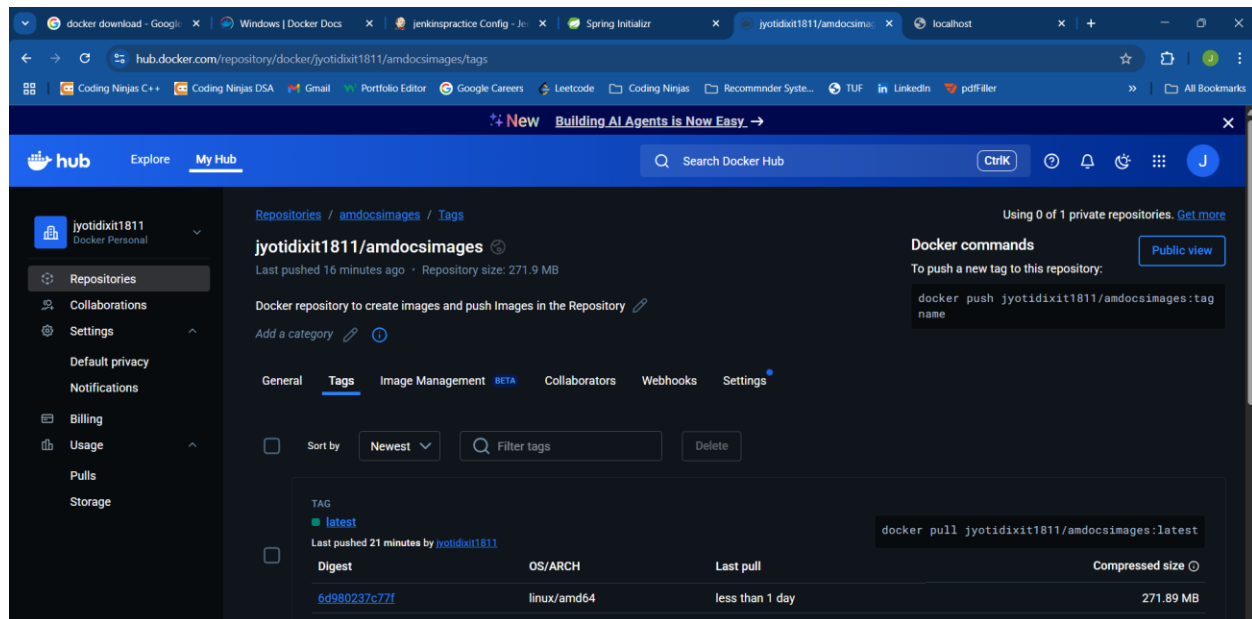 docker download - Googl
Windows | Docker Docs
jenkinspractice Config - Je
Spring Initializr
jyotidixit1811/amdocsimag
localhost
hub.docker.com/repository/docker/jyotidixit1811/amdocsimages/tags
Coding Ninjas C++
Coding Ninjas DSA
Gmail
Portfolio Editor
Google Careers
Leetcode
Coding Ninjas
Recommnder Syste...
TUF
LinkedIn
pdfFiller
All Bookmarks
New Building AI Agents is Now Easy →
hub
Explore
My Hub
Search Docker Hub
CtrlK
J
jyotidixit1811
Docker Personal
Repositories
Collaborations
Settings
Default privacy
Notifications
Billing
Usage
Pulls
Storage
Repositories / amdocsimages / Tags
Using 0 of 1 private repositories. Get more
jyotidixit1811/amdocsimages
Last pushed 16 minutes ago · Repository size: 271.9 MB
Docker repository to create images and push Images in the Repository
Add a category
Docker commands
Public view
To push a new tag to this repository:
docker push jyotidixit1811/amdocsimages:tag
name
General
Tags
Image Management BETA
Collaborators
Webhooks
Settings
Sort by
Newest
Filter tags
Delete
TAG
latest
Last pushed 21 minutes by jyotidixit1811
docker pull jyotidixit1811/amdocsimages:latest
Digest
OS/ARCH
Last pull
Compressed size
6d980237c77f
linux/amd64
less than 1 day
271.89 MB